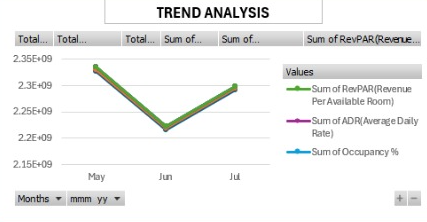 TREND ANALYSIS
Total... Total... Total... Sum of... Sum of... Sum of RevPAR(Revenue...
2.35E+09
2.3E+09
2.25E+09
2.2E+09
2.15E+09
May Jun Jul
Values
Sum of RevPAR(Revenue
Per Available Room)
Sum of ADR(Average Daily
Rate)
Sum of Occupancy %
Months mmm yy + −